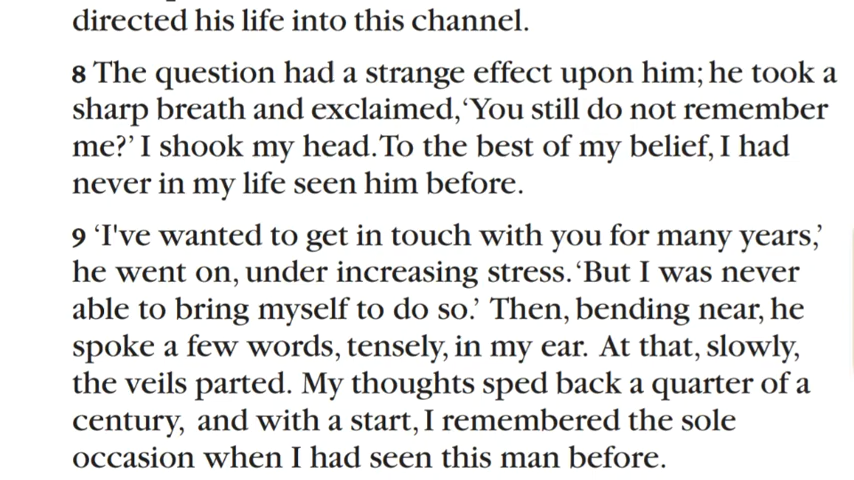 directed his life into this channel.
8 The question had a strange effect upon him; he took a
sharp breath and exclaimed, ‘You still do not remember
me?’ I shook my head. To the best of my belief, I had
never in my life seen him before.
9 ‘I've wanted to get in touch with you for many years,’
he went on, under increasing stress. ‘But I was never
able to bring myself to do so.’ Then, bending near, he
spoke a few words, tensely, in my ear. At that, slowly,
the veils parted. My thoughts sped back a quarter of a
century, and with a start, I remembered the sole
occasion when I had seen this man before.